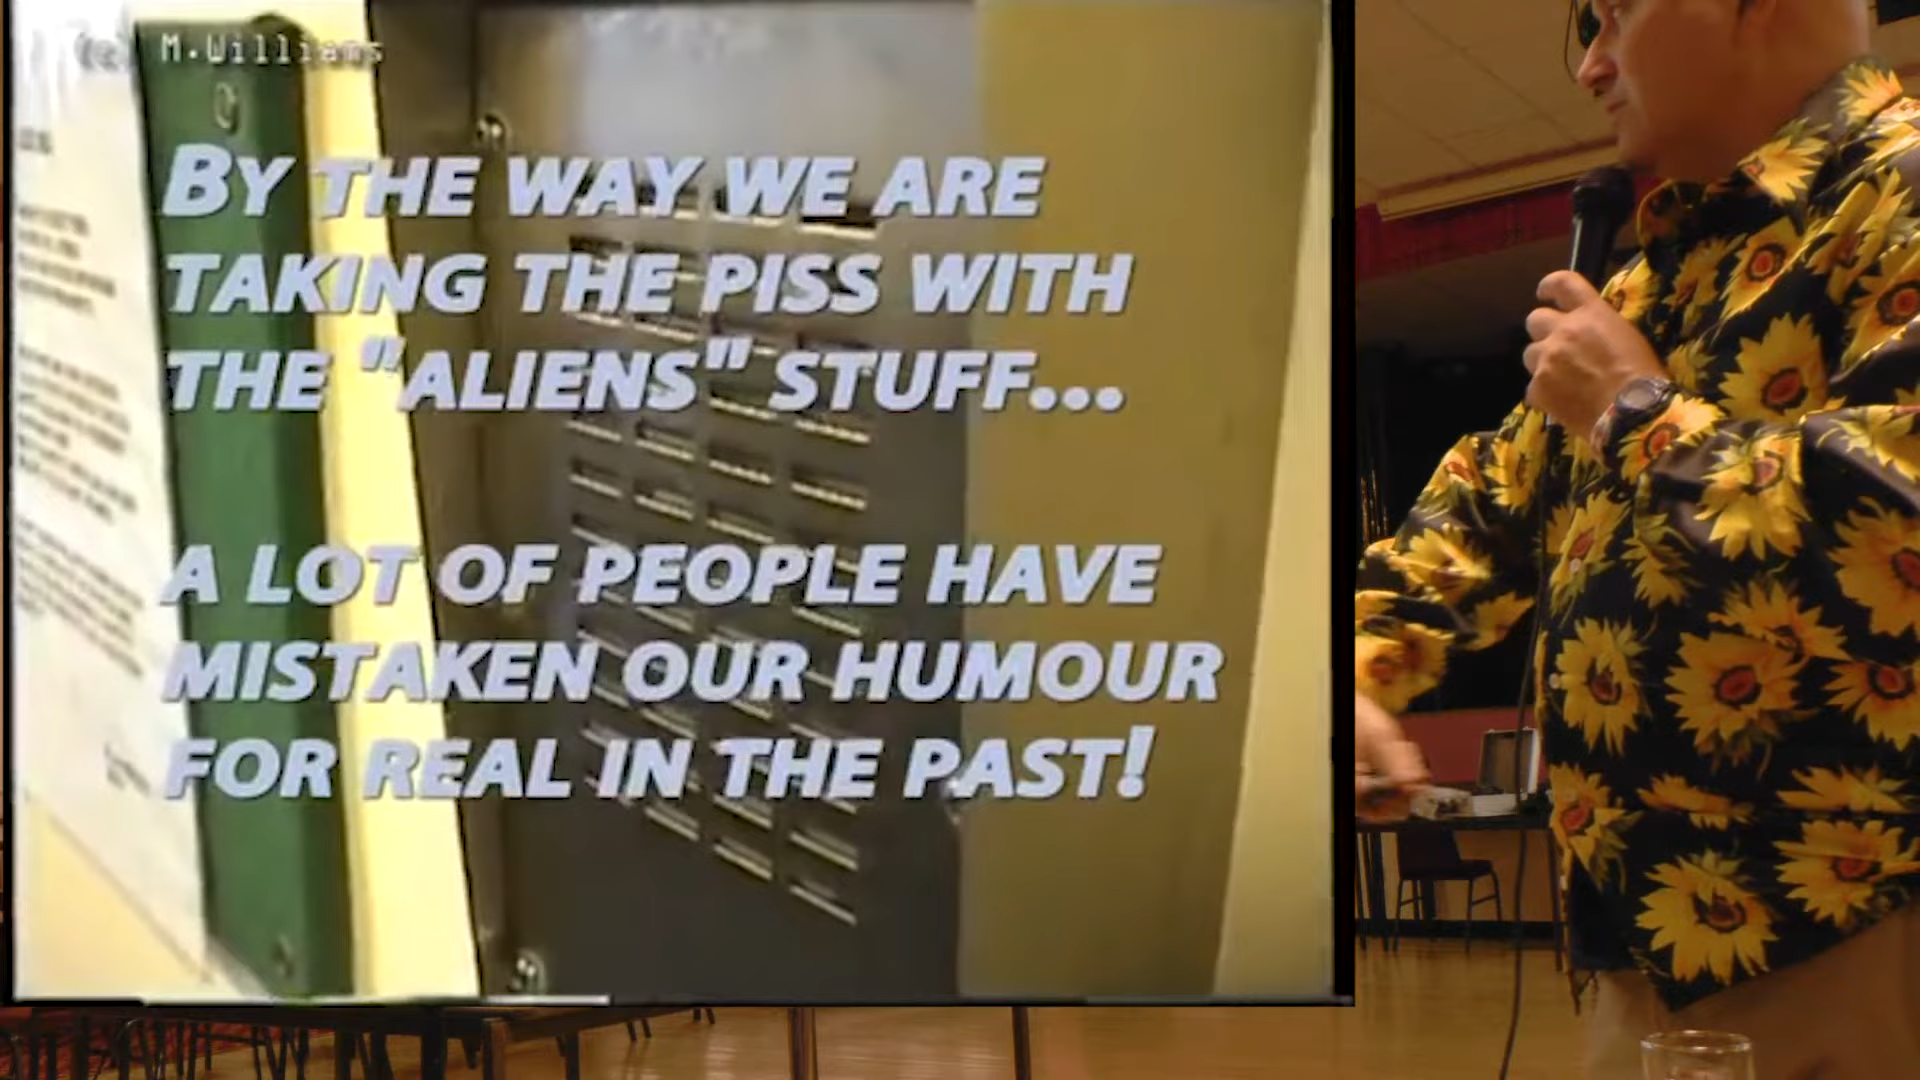 (c) M.Williams
BY THE WAY WE ARE
TAKING THE PISS WITH
THE "ALIENS" STUFF...
A LOT OF PEOPLE HAVE
MISTAKEN OUR HUMOUR
FOR REAL IN THE PAST!